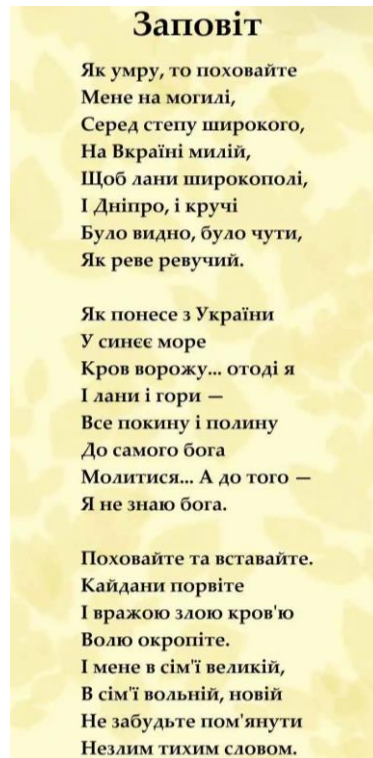 Заповіт
Як умру, то поховайте
Мене на могилі,
Серед степу широкого,
На Вкраїні милій,
Щоб лани широкополі,
І Дніпро, і кручі
Було видно, було чути,
Як реве ревучий.
Як понесе з України
У синєє море
Кров ворожу... отоді я
І лани і гори —
Все покину і полину
До самого бога
Молитися... А до того —
Я не знаю бога.
Поховайте та вставайте.
Кайдани порвіте
І вражою злою кров'ю
Волю окропіте.
І мене в сім'ї великій,
В сім'ї вольній, новій
Не забудьте пом'янути
Незлим тихим словом.